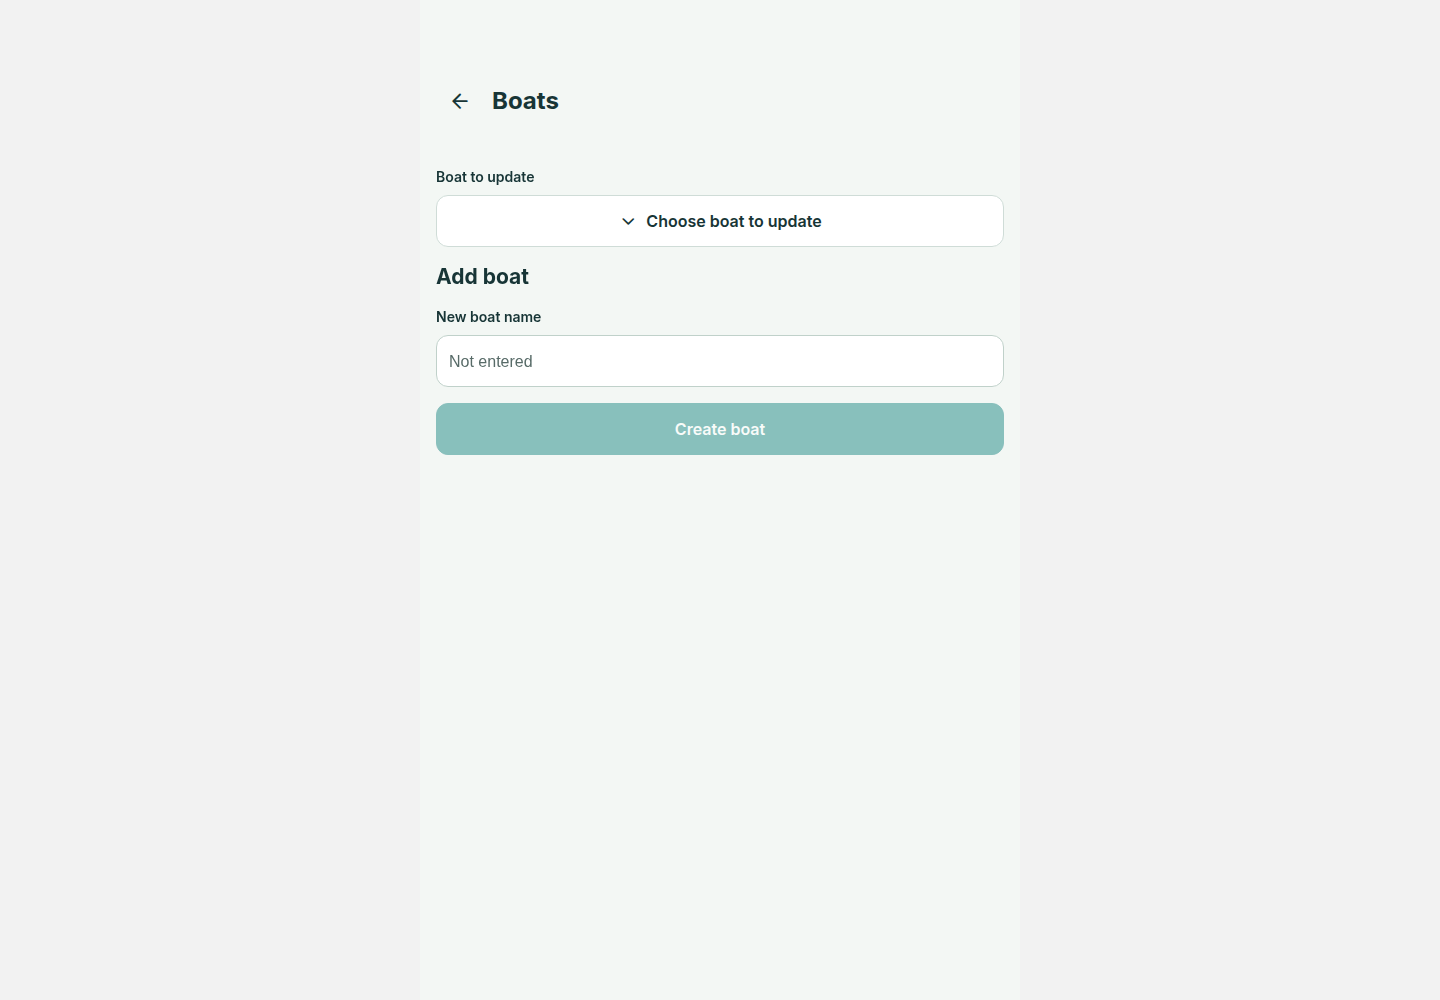 Boats
Boat to update
Choose boat to update
Add boat
New boat name
Not entered
Create boat